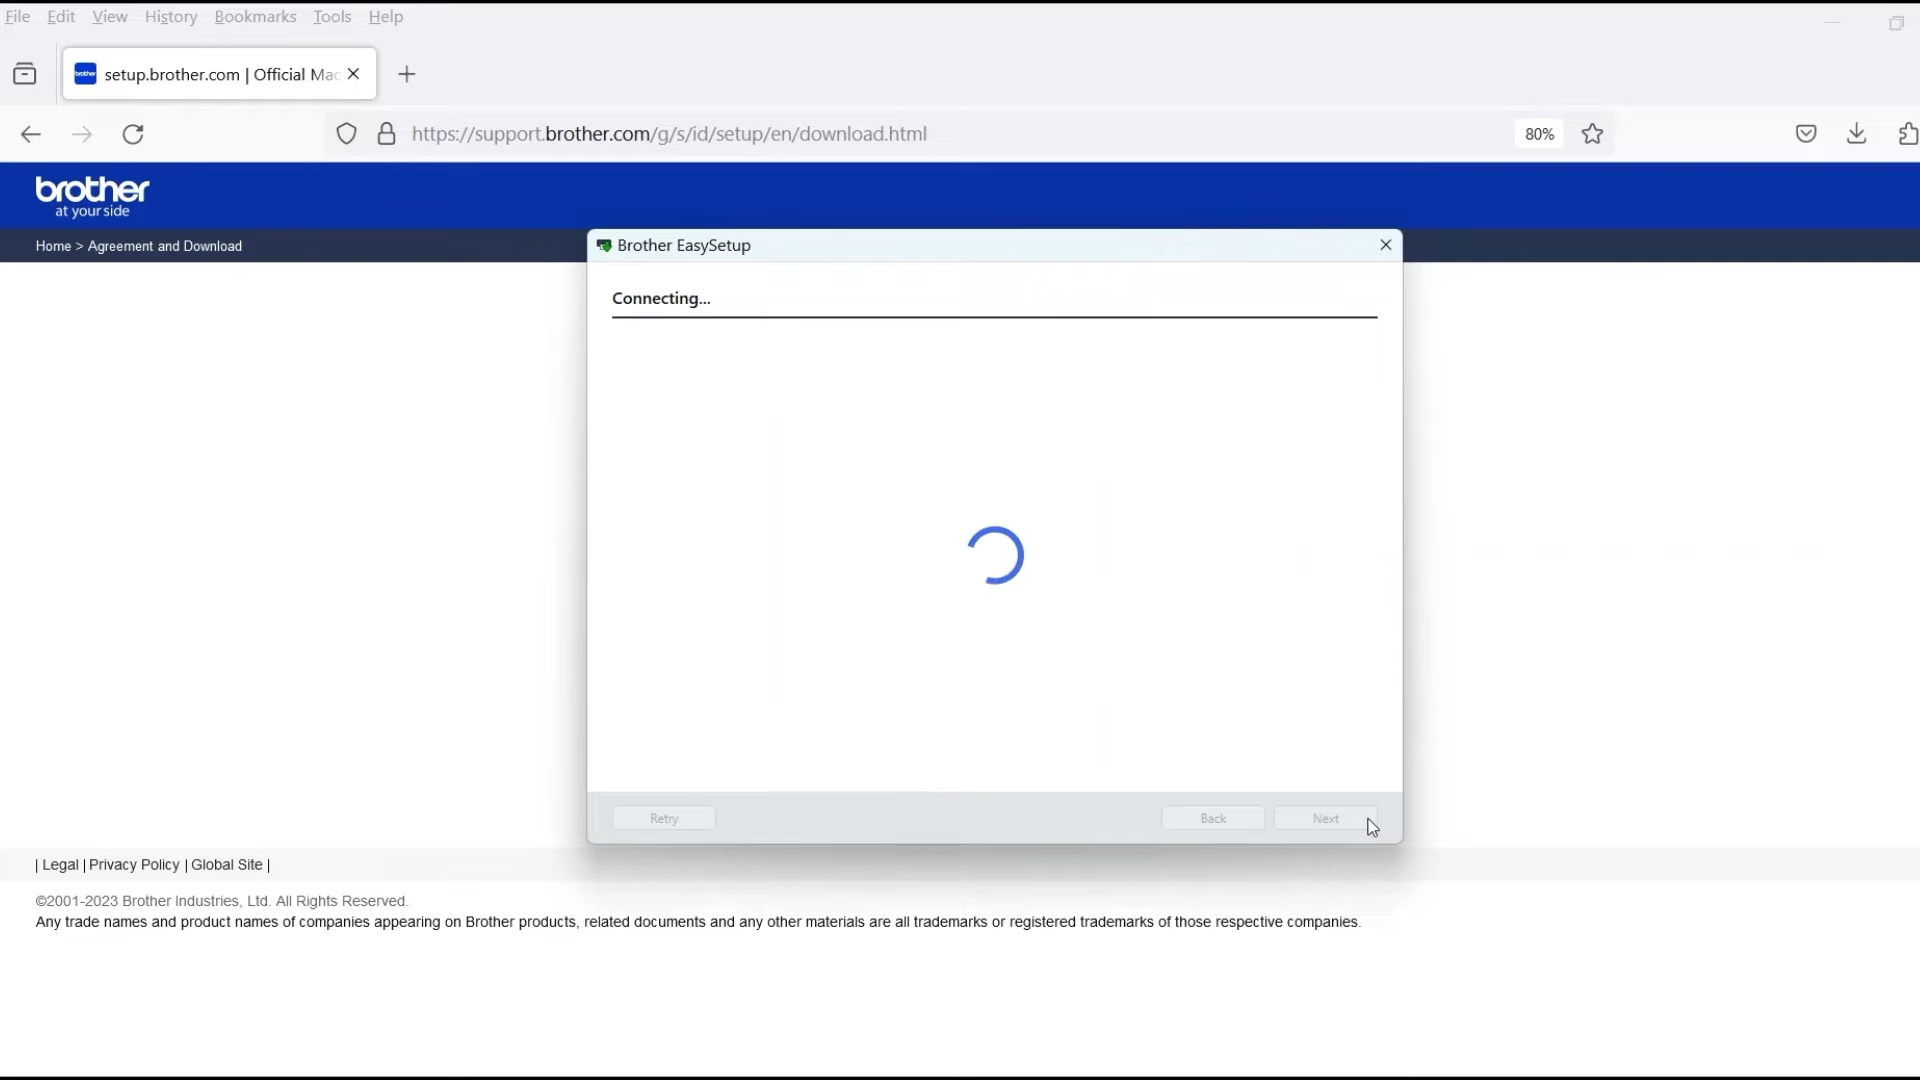 File Edit View History Bookmarks Tools Help
brother setup.brother.com | Official Mac
https://support.brother.com/g/s/id/setup/en/download.html
80%
brother
at your side
Home > Agreement and Download
Brother EasySetup
Connecting...
Retry
Back
Next
| Legal | Privacy Policy | Global Site |
©2001-2023 Brother Industries, Ltd. All Rights Reserved.
Any trade names and product names of companies appearing on Brother products, related documents and any other materials are all trademarks or registered trademarks of those respective companies.